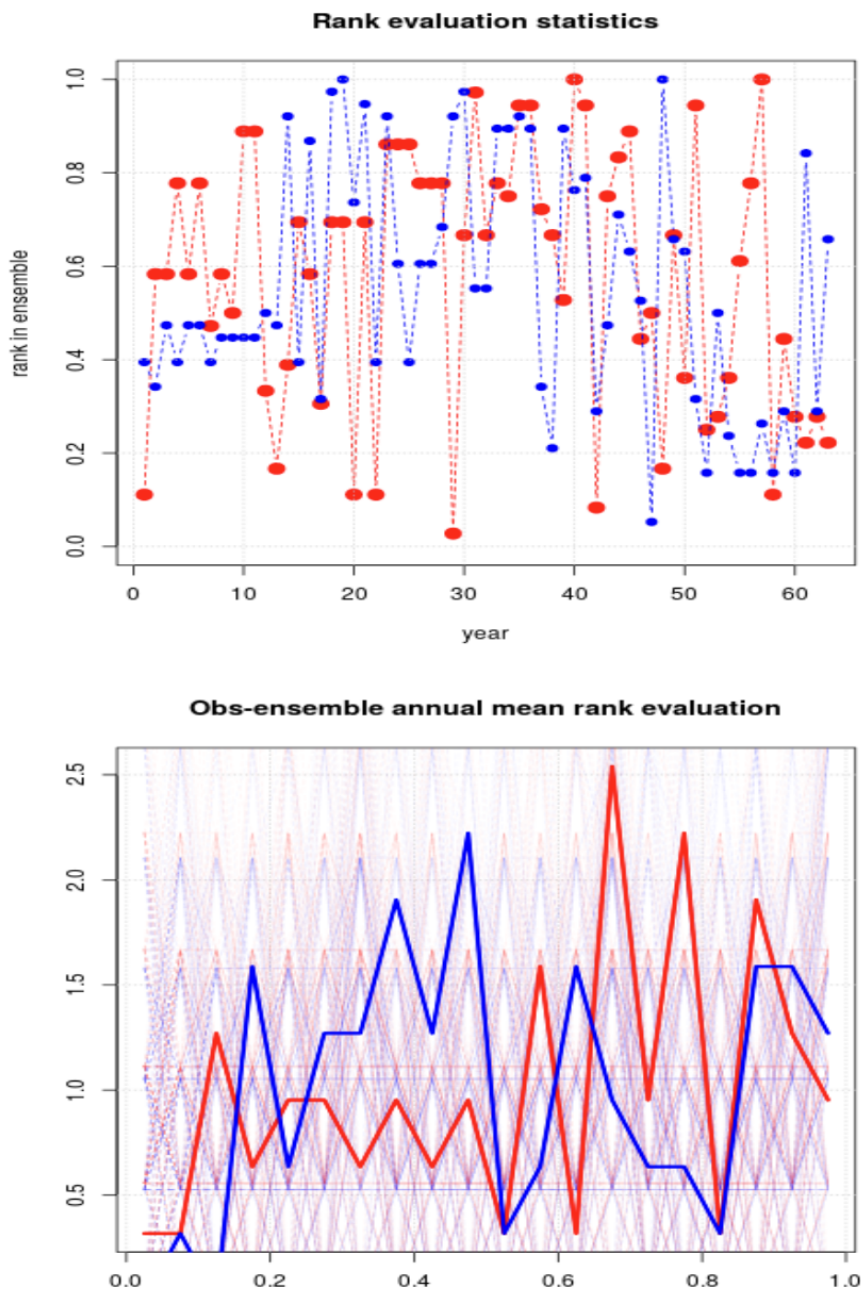 Rank evaluation statistics
1.0
0.8
0.6
0.4
0.2
0.0
rank in ensemble
0 10 20 30 40 50 60
year
Obs-ensemble annual mean rank evaluation
2.5
2.0
1.5
1.0
0.5
0.0 0.2 0.4 0.6 0.8 1.0